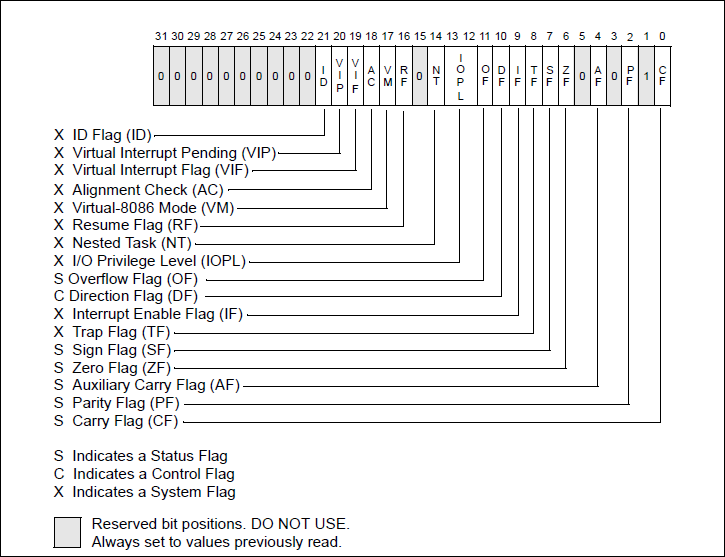 31 30 29 28 27 26 25 24 23 22 21 20 19 18 17 16 15 14 13 12 11 10 9 8 7 6 5 4 3 2 1 0
0 0 0 0 0 0 0 0 0 0 ID VIP VIF AC VM RF 0 NT IOPL OF DF IF TF SF ZF 0 AF 0 PF 1 CF
X ID Flag (ID)
X Virtual Interrupt Pending (VIP)
X Virtual Interrupt Flag (VIF)
X Alignment Check (AC)
X Virtual-8086 Mode (VM)
X Resume Flag (RF)
X Nested Task (NT)
X I/O Privilege Level (IOPL)
S Overflow Flag (OF)
C Direction Flag (DF)
X Interrupt Enable Flag (IF)
X Trap Flag (TF)
S Sign Flag (SF)
S Zero Flag (ZF)
S Auxiliary Carry Flag (AF)
S Parity Flag (PF)
S Carry Flag (CF)
S Indicates a Status Flag
C Indicates a Control Flag
X Indicates a System Flag
Reserved bit positions. DO NOT USE.
Always set to values previously read.